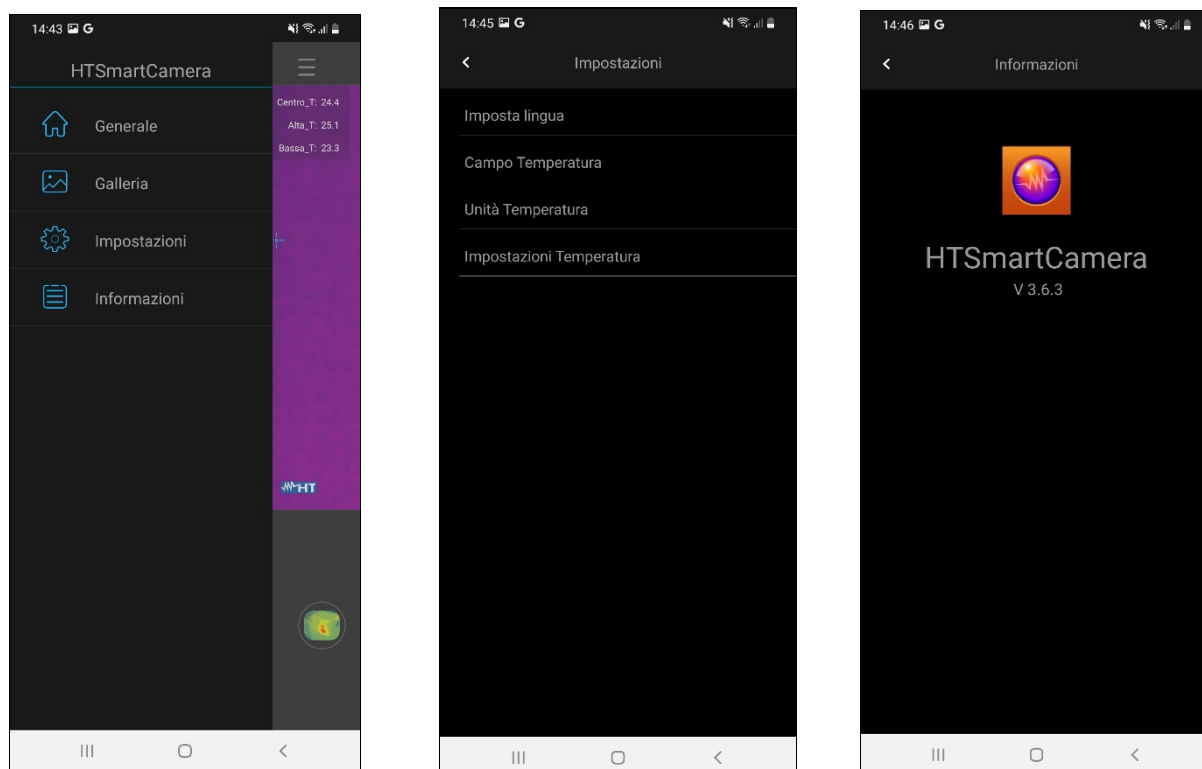 14:43 G
HTSmartCamera
Centro_T: 24.4
Alta_T: 25.1
Bassa_T: 23.3
Generale
Galleria
Impostazioni
Informazioni
HT
14:45 G
Impostazioni
Imposta lingua
Campo Temperatura
Unità Temperatura
Impostazioni Temperatura
14:46 G
Informazioni
HTSmartCamera
V 3.6.3